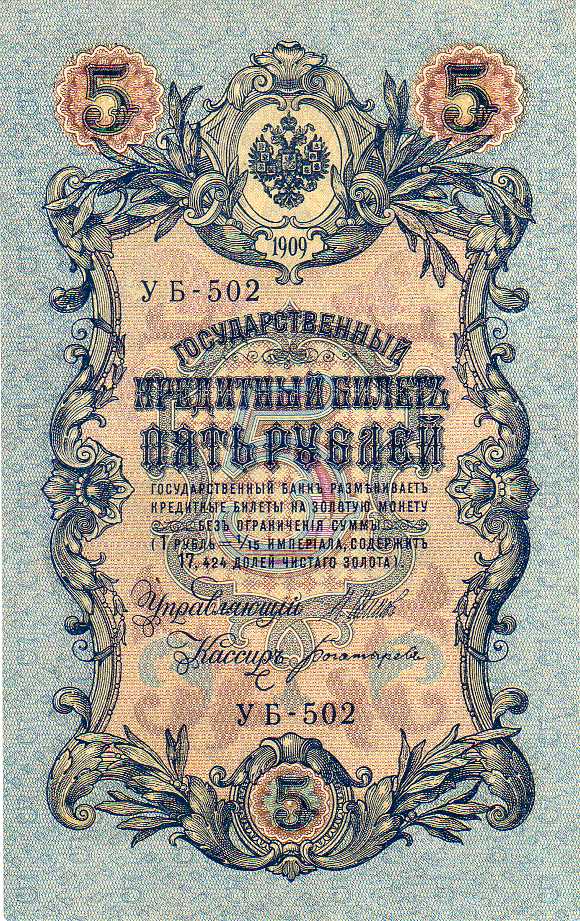 5 5
1909
УБ-502
ГОСУДАРСТВЕННЫЙ
КРЕДИТНЫЙ БИЛЕТЪ
ПЯТЬ РУБЛЕЙ
ГОСУДАРСТВЕННЫЙ БАНКЪ РАЗМѢНИВАЕТЪ
КРЕДИТНЫЕ БИЛЕТЫ НА ЗОЛОТУЮ МОНЕТУ
БЕЗЪ ОГРАНИЧЕНІЯ СУММЫ
(1 РУБЛЬ = 1/15 ИМПЕРІАЛА, СОДЕРЖИТЪ
17,424 ДОЛЕЙ ЧИСТАГО ЗОЛОТА).
Управляющій
Кассиръ Богатыревъ
УБ-502
5